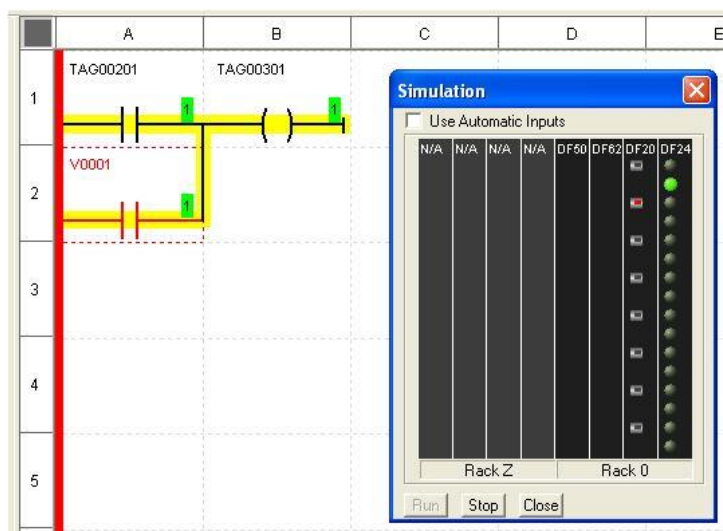 A B C D E
1
TAG00201 TAG00301
1 1
2
V0001
1
3
4
5
Simulation
Use Automatic Inputs
N/A N/A N/A N/A DF50 DF62 DF20 DF24
Rack Z Rack 0
Run Stop Close